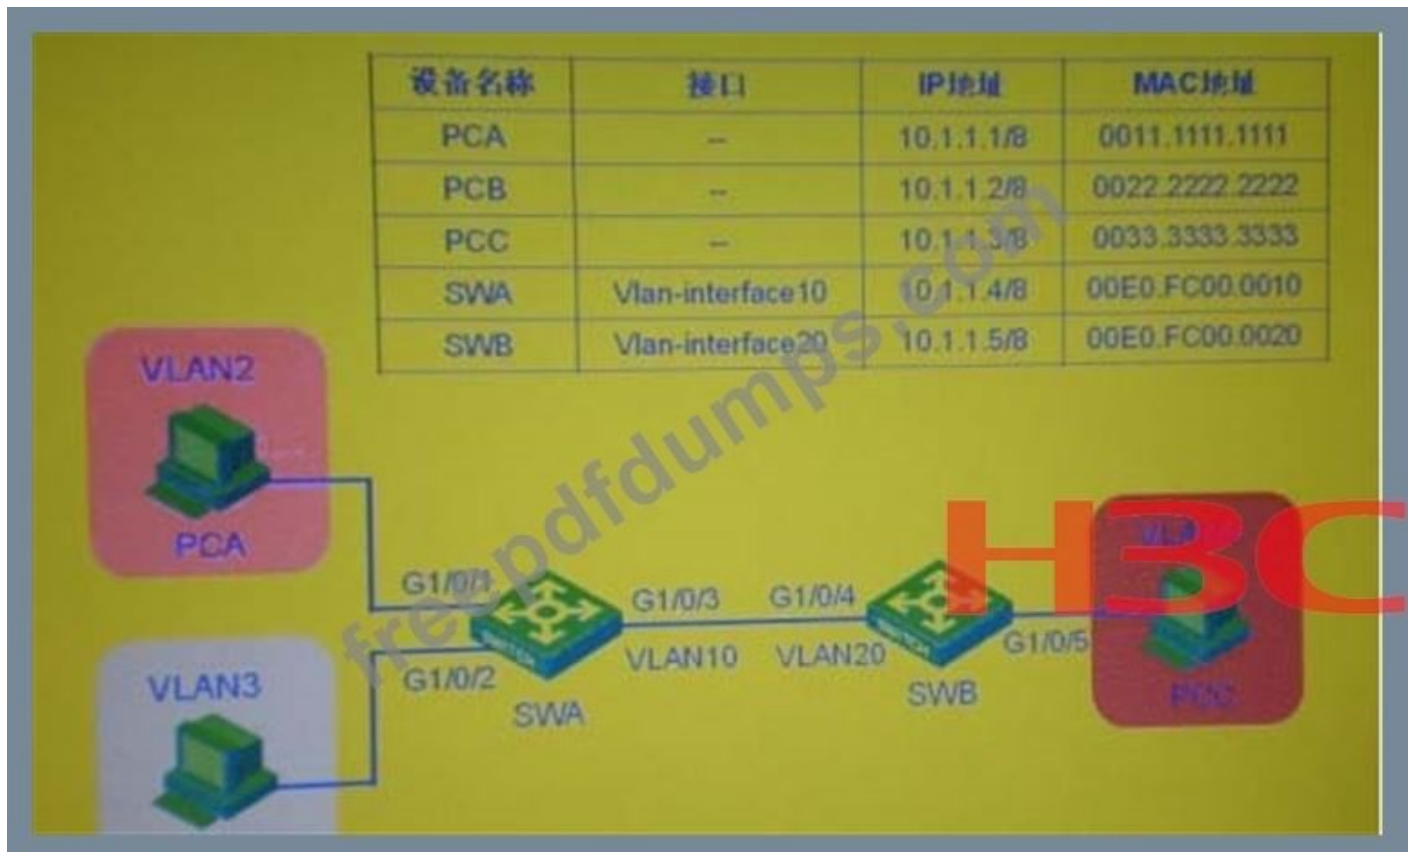 设备名称 接口 IP地址 MAC地址
PCA -- 10.1.1.1/8 0011.1111.1111
PCB -- 10.1.1.2/8 0022.2222.2222
PCC -- 10.1.1.3/8 0033.3333.3333
SWA Vlan-interface10 10.1.1.4/8 00E0.FC00.0010
SWB Vlan-interface20 10.1.1.5/8 00E0.FC00.0020
VLAN2
PCA
G1/0/1
G1/0/3
G1/0/4
H3C
VLAN10
VLAN20
G1/0/5
G1/0/2
SWA
SWB
PCC
VLAN3
freepdfdumps.com